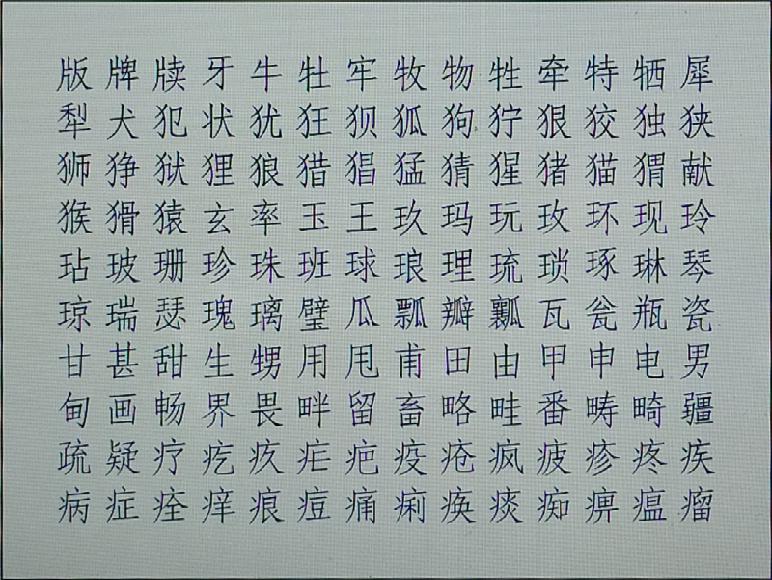 版牌牍牙牛牡牢牧物牲牵特牺犀
犁犬犯状犹狂狈狐狗狞狠狡独狭
狮狰狱狸狼猎猖猛猜猩猪猫猬献
猴猾猿玄率玉王玖玛玩玫环现玲
玷玻珊珍珠班球琅理琉琐琢琳琴
琼瑞瑟瑰璃璧瓜瓢瓣瓤瓦瓮瓶瓷
甘甚甜生甥用甩甫田由甲申电男
甸画畅界畏畔留畜略畦番畴畸疆
疏疑疗疙疚疟疤疫疮疯疲疹疼疾
病症痊痒痕痘痛痢痪痰痴痹瘟瘤